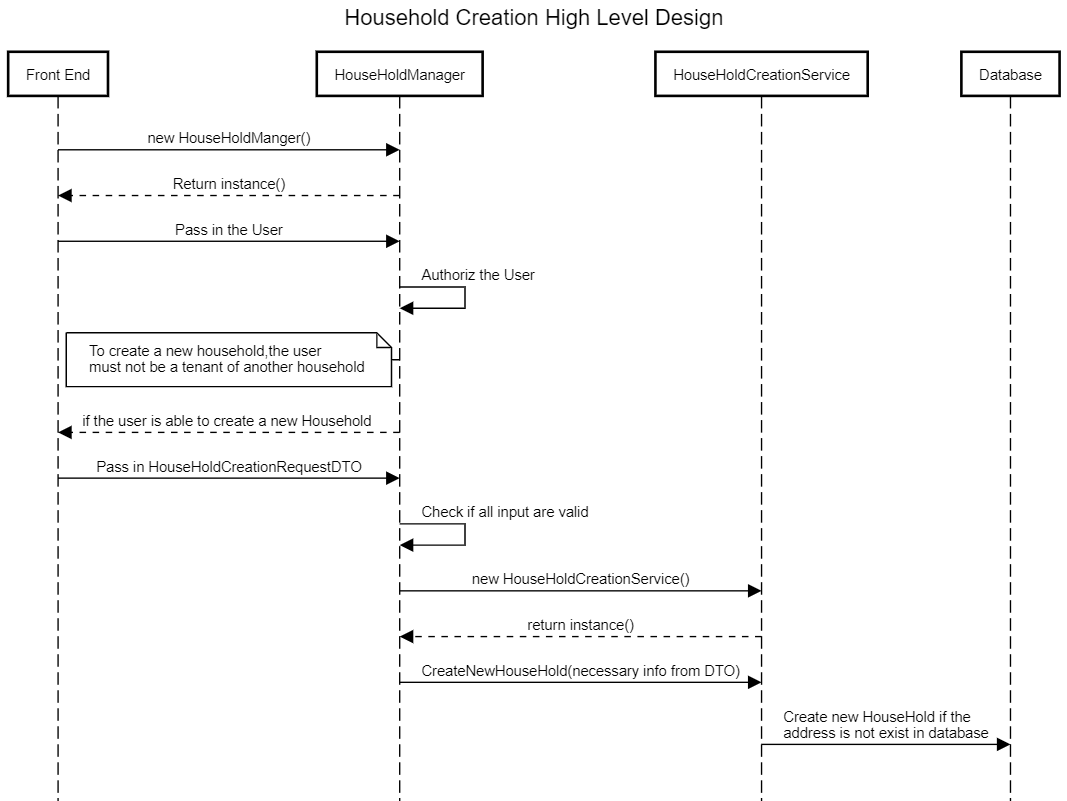 Household Creation High Level Design
Front End
HouseHoldManager
HouseHoldCreationService
Database
new HouseHoldManger()
Return instance()
Pass in the User
Authoriz the User
To create a new household,the user
must not be a tenant of another household
if the user is able to create a new Household
Pass in HouseHoldCreationRequestDTO
Check if all input are valid
new HouseHoldCreationService()
return instance()
CreateNewHouseHold(necessary info from DTO)
Create new HouseHold if the
address is not exist in database